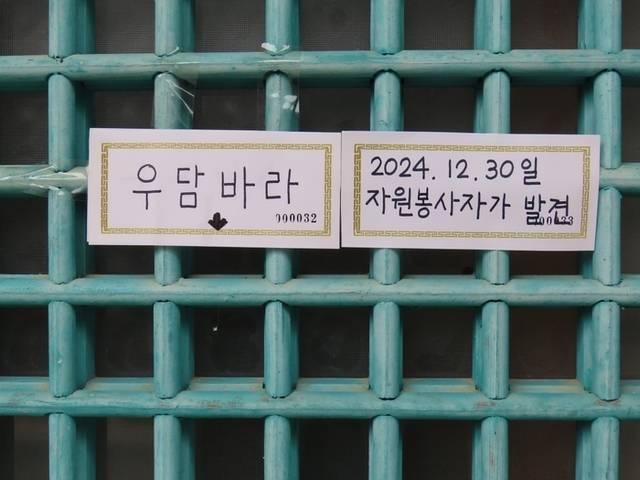 우담바라
000032
2024. 12. 30일
자원봉사자가 발견